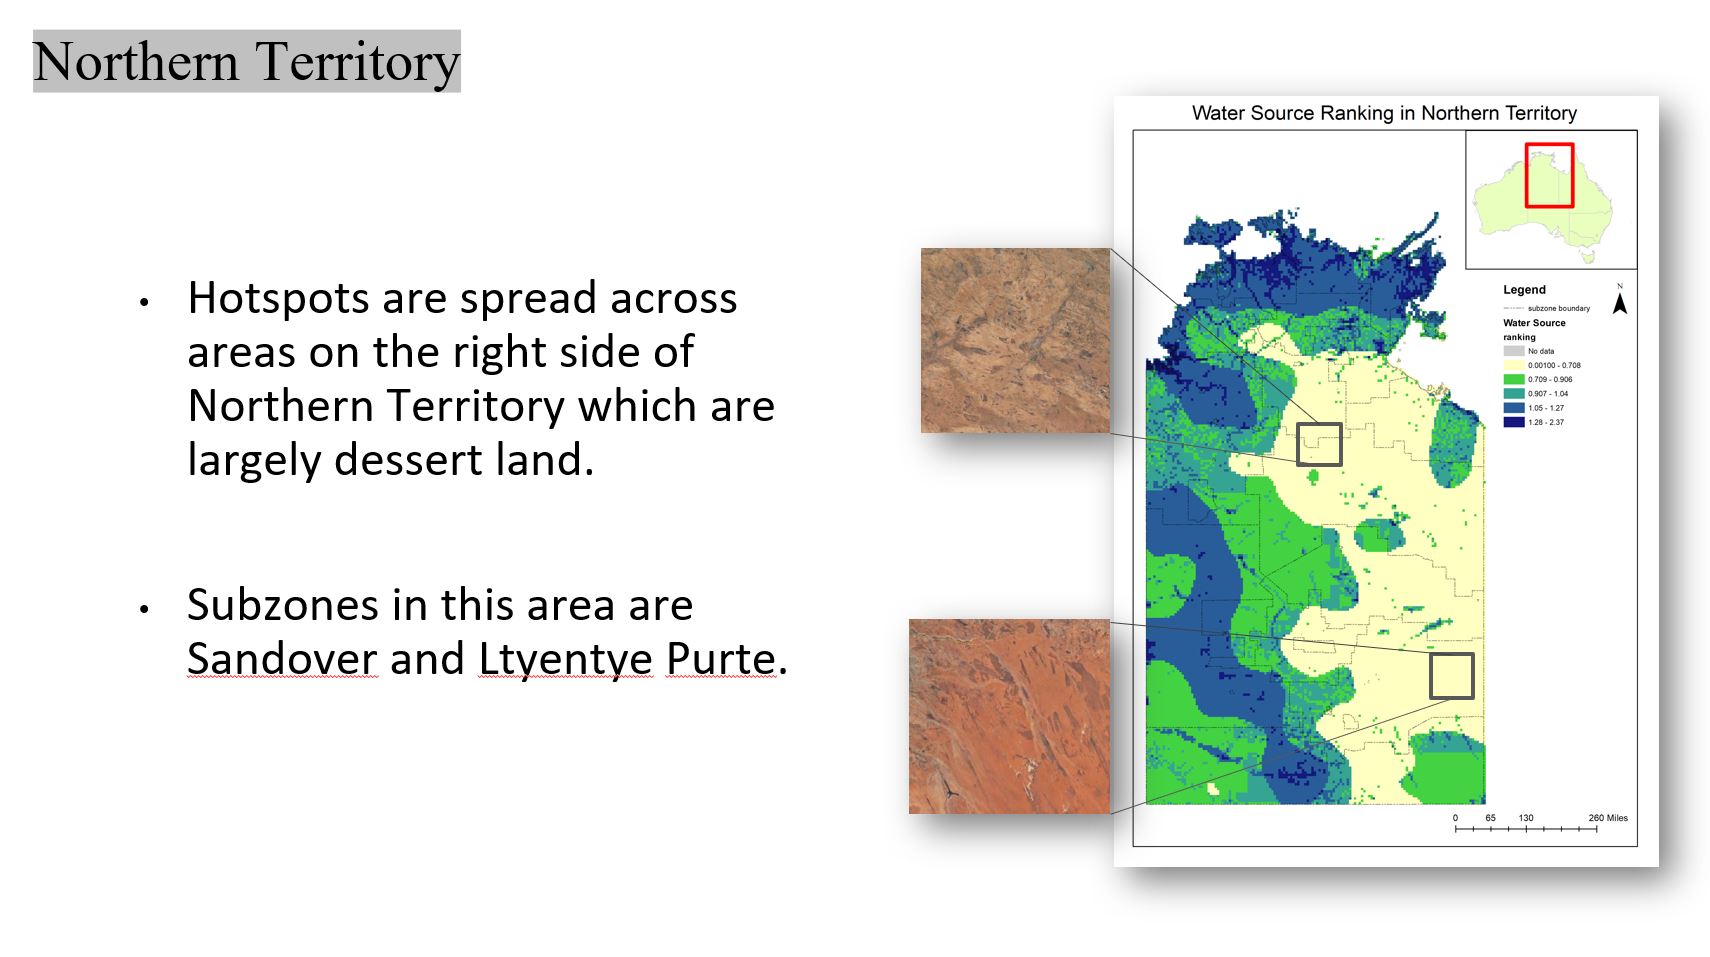 Northern Territory
Water Source Ranking in Northern Territory
• Hotspots are spread across
areas on the right side of
Northern Territory which are
largely dessert land.
• Subzones in this area are
Sandover and Ltyentye Purte.
Legend
N
subzone boundary
Water Source
ranking
No data
0.00100 - 0.708
0.709 - 0.906
0.907 - 1.04
1.05 - 1.27
1.28 - 2.37
0 65 130 260 Miles